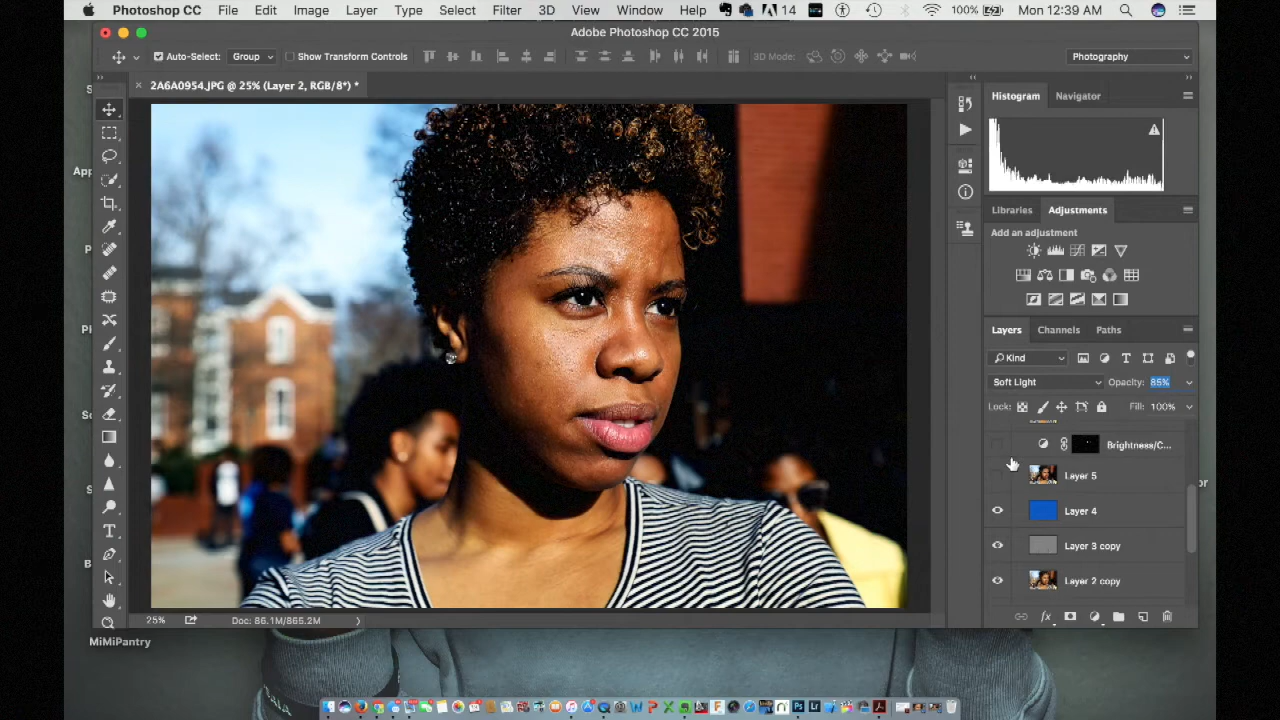 Photoshop CC File Edit Image Layer Type Select Filter 3D View Window Help 14 100% Mon 12:39 AM
Adobe Photoshop CC 2015
Auto-Select: Group Show Transform Controls 3D Mode: Photography
2A6A0954.JPG @ 25% (Layer 2, RGB/8*) *
Histogram Navigator
Libraries Adjustments
Add an adjustment
Layers Channels Paths
Kind
Soft Light Opacity: 85%
Lock: Fill: 100%
Brightness/C...
Layer 5
Layer 4
Layer 3 copy
Layer 2 copy
25% Doc: 86.1M/865.2M
MiMiPantry